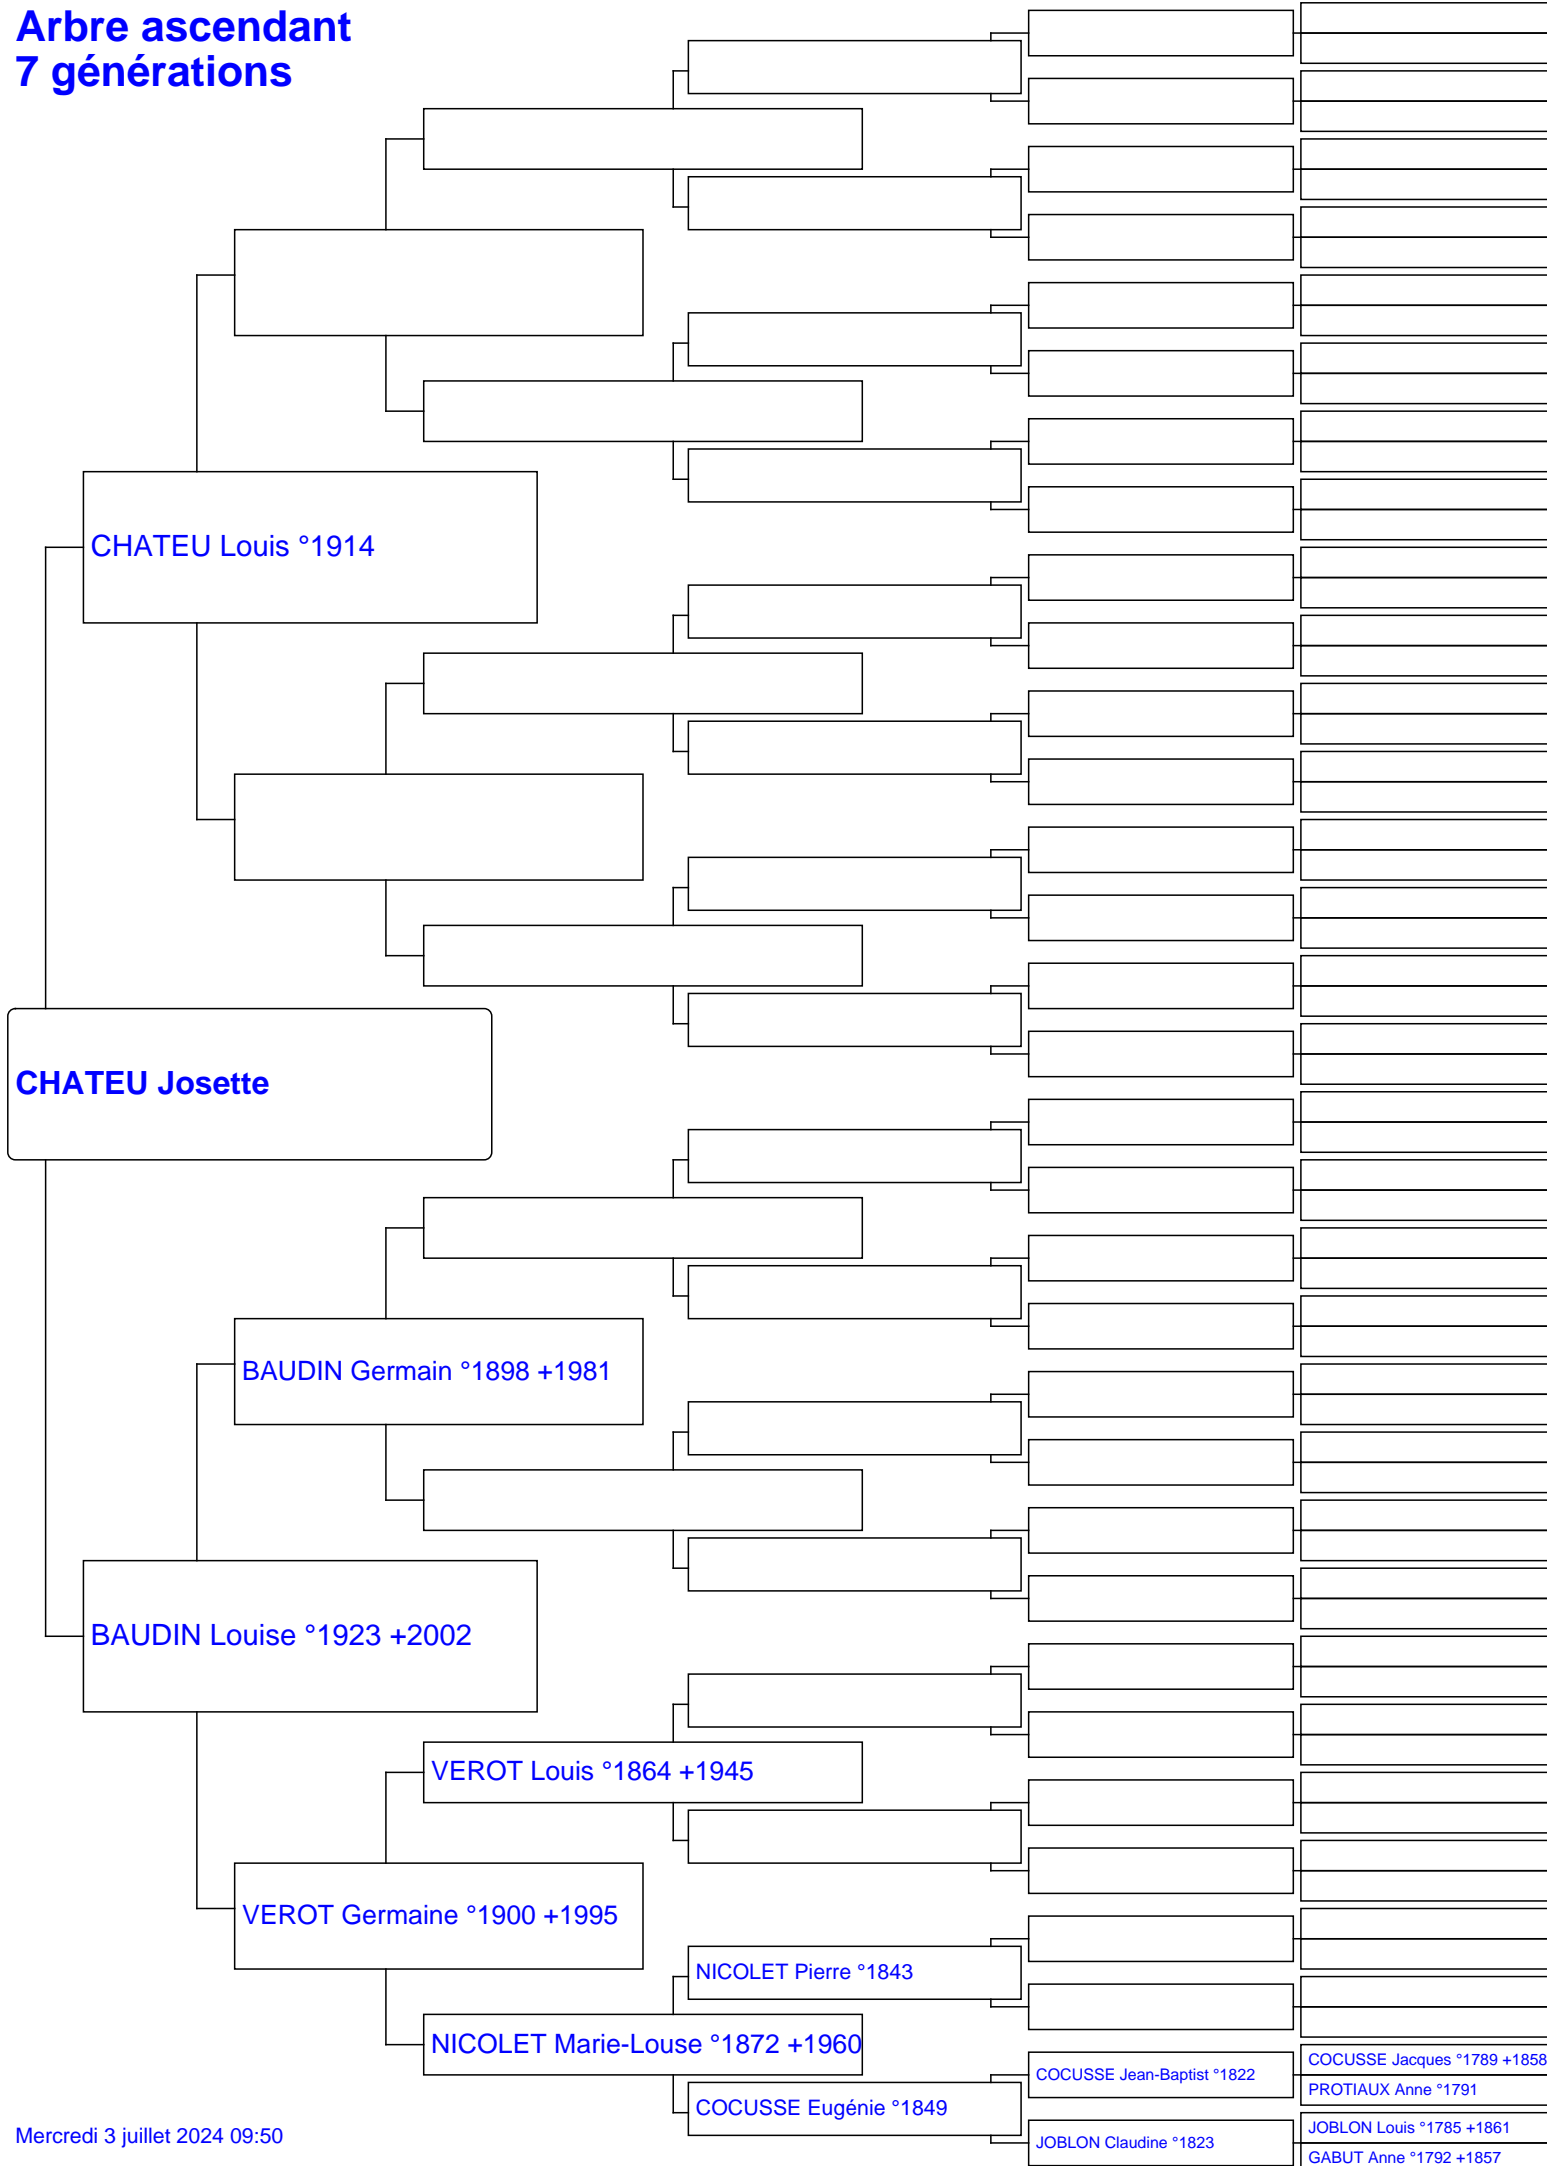 Arbre ascendant
7 générations
CHATEU Louis °1914
CHATEU Josette
BAUDIN Germain °1898 +1981
BAUDIN Louise °1923 +2002
VEROT Louis °1864 +1945
VEROT Germaine °1900 +1995
NICOLET Pierre °1843
NICOLET Marie-Louse °1872 +1960
COCUSSE Jean-Baptist °1822
COCUSSE Jacques °1789 +1858
PROTIAUX Anne °1791
COCUSSE Eugénie °1849
JOBLON Claudine °1823
JOBLON Louis °1785 +1861
GABUT Anne °1792 +1857
Mercredi 3 juillet 2024 09:50